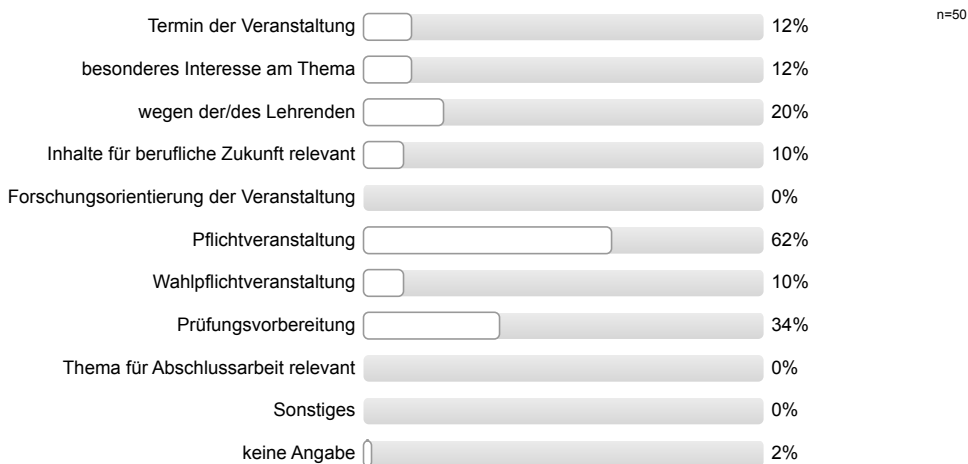 Termin der Veranstaltung 12% n=50
besonderes Interesse am Thema 12%
wegen der/des Lehrenden 20%
Inhalte für berufliche Zukunft relevant 10%
Forschungsorientierung der Veranstaltung 0%
Pflichtveranstaltung 62%
Wahlpflichtveranstaltung 10%
Prüfungsvorbereitung 34%
Thema für Abschlussarbeit relevant 0%
Sonstiges 0%
keine Angabe 2%